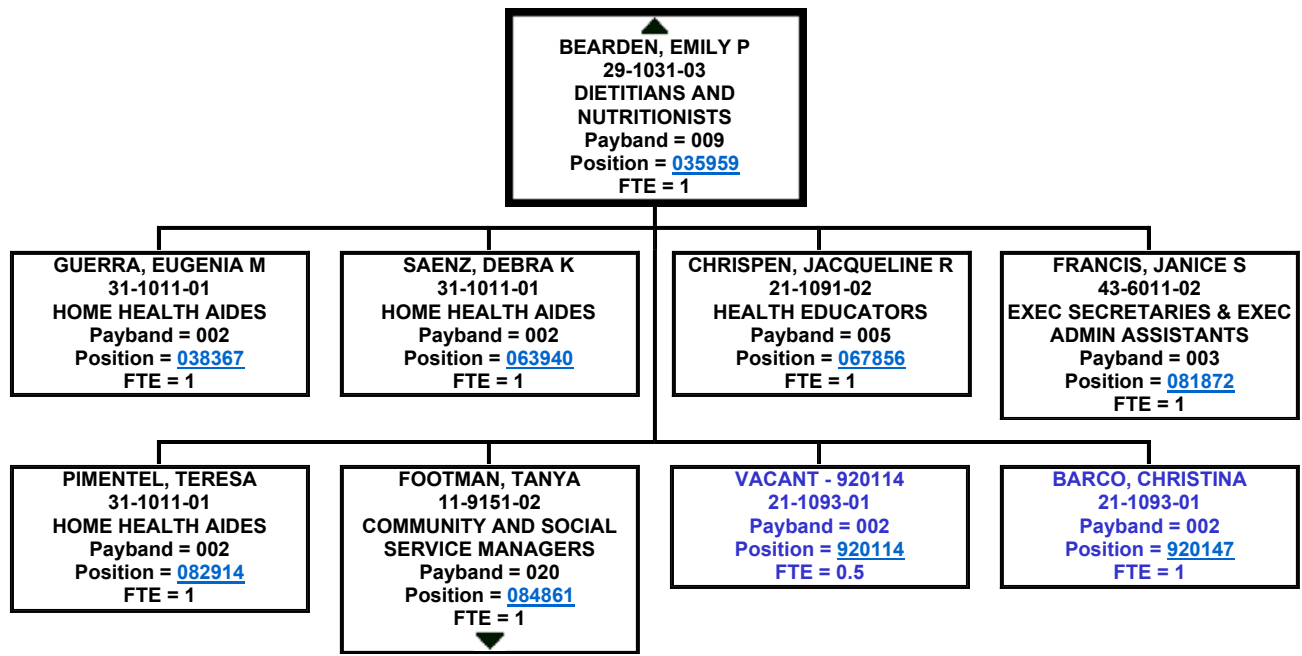 BEARDEN, EMILY P
29-1031-03
DIETITIANS AND
NUTRITIONISTS
Payband = 009
Position = 035959
FTE = 1
GUERRA, EUGENIA M
31-1011-01
HOME HEALTH AIDES
Payband = 002
Position = 038367
FTE = 1
SAENZ, DEBRA K
31-1011-01
HOME HEALTH AIDES
Payband = 002
Position = 063940
FTE = 1
CHRISPEN, JACQUELINE R
21-1091-02
HEALTH EDUCATORS
Payband = 005
Position = 067856
FTE = 1
FRANCIS, JANICE S
43-6011-02
EXEC SECRETARIES & EXEC
ADMIN ASSISTANTS
Payband = 003
Position = 081872
FTE = 1
PIMENTEL, TERESA
31-1011-01
HOME HEALTH AIDES
Payband = 002
Position = 082914
FTE = 1
FOOTMAN, TANYA
11-9151-02
COMMUNITY AND SOCIAL
SERVICE MANAGERS
Payband = 020
Position = 084861
FTE = 1
VACANT - 920114
21-1093-01
Payband = 002
Position = 920114
FTE = 0.5
BARCO, CHRISTINA
21-1093-01
Payband = 002
Position = 920147
FTE = 1